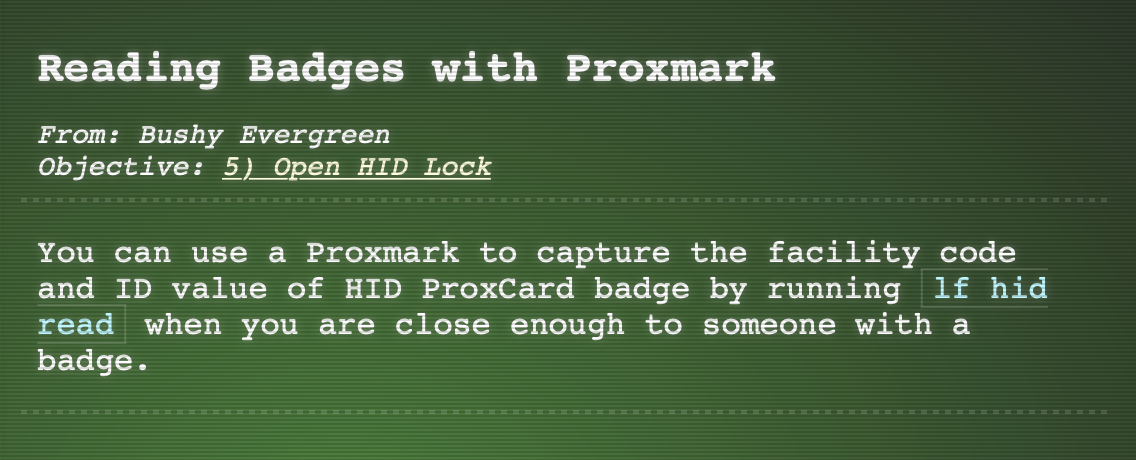 Reading Badges with Proxmark
From: Bushy Evergreen
Objective: 5) Open HID Lock
You can use a Proxmark to capture the facility code
and ID value of HID ProxCard badge by running lf hid
read when you are close enough to someone with a
badge.